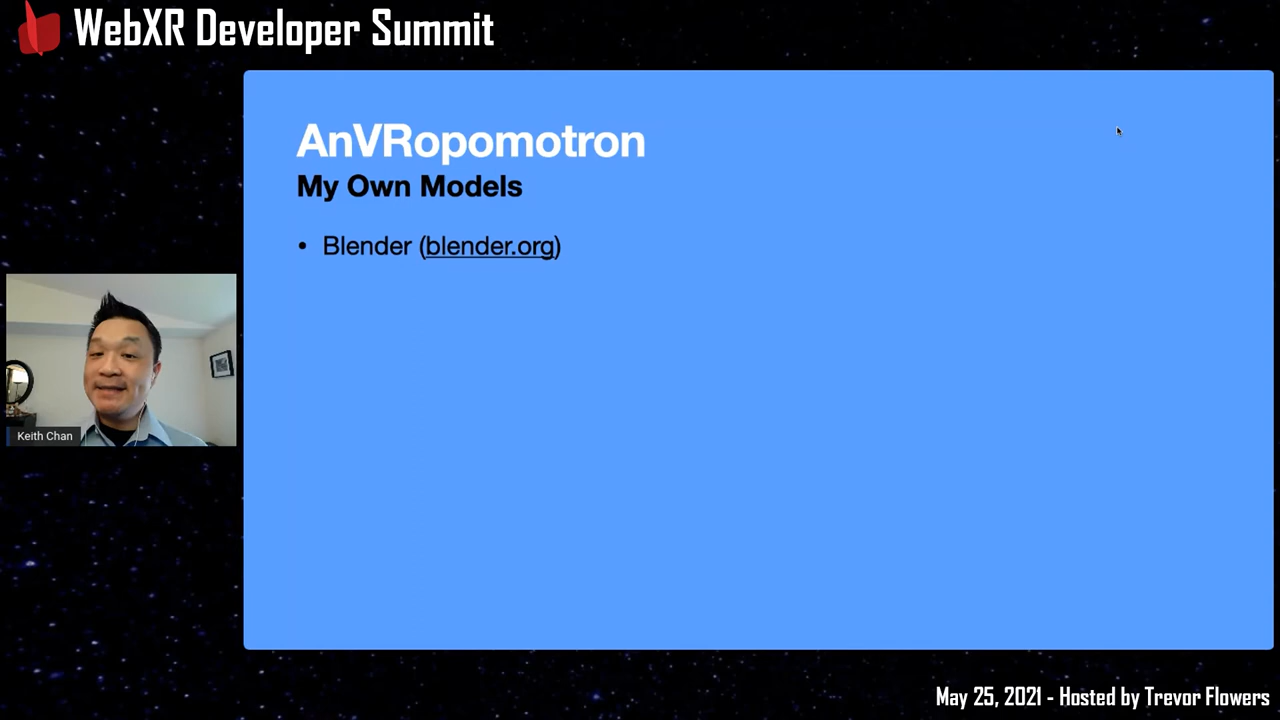 WebXR Developer Summit
AnVRopomotron
My Own Models
• Blender (blender.org)
Keith Chan
May 25, 2021 - Hosted by Trevor Flowers